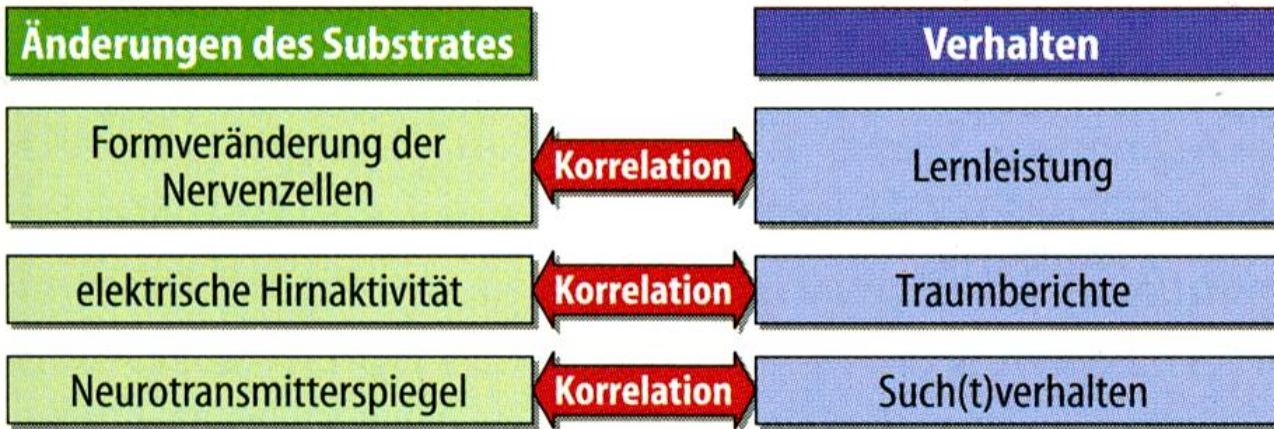 Änderungen des Substrates
Verhalten
Formveränderung der
Nervenzellen
Korrelation
Lernleistung
elektrische Hirnaktivität
Korrelation
Traumberichte
Neurotransmitterspiegel
Korrelation
Such(t)verhalten